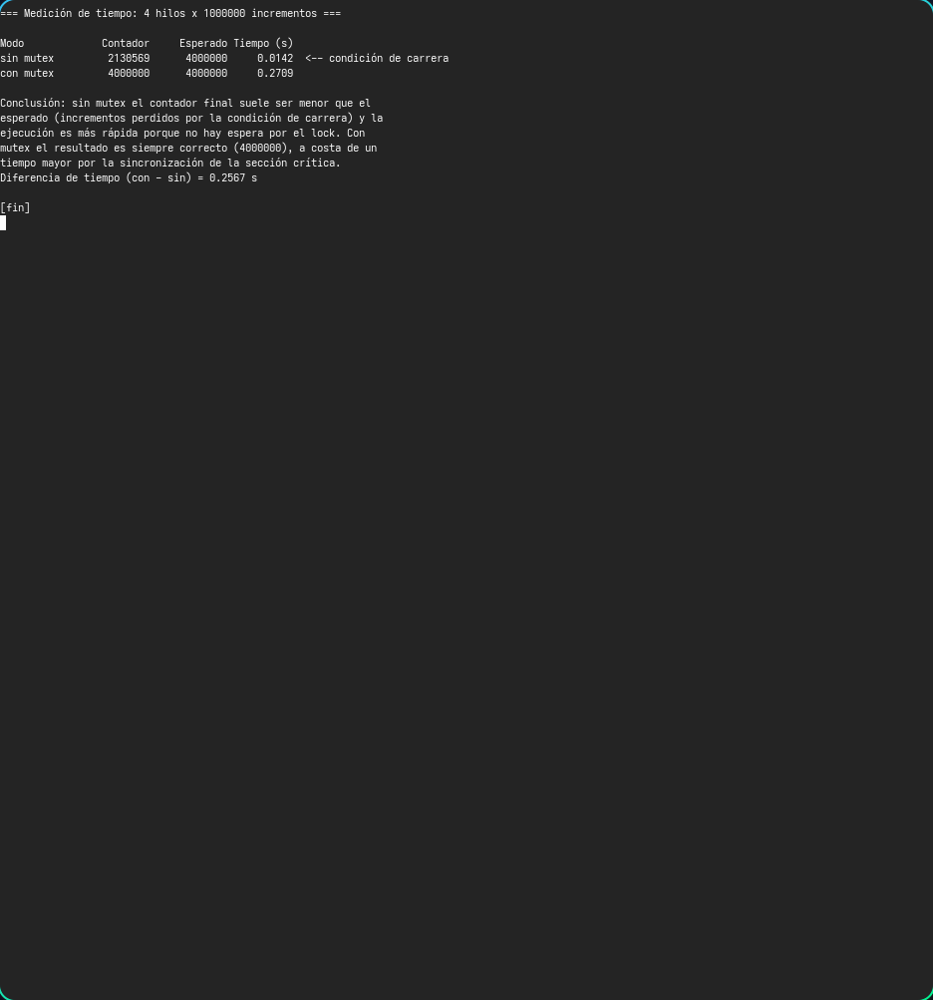 === Medición de tiempo: 4 hilos x 1000000 incrementos ===
Modo             Contador     Esperado Tiempo (s)
sin mutex         2130569      4000000     0.0142  <-- condición de carrera
con mutex         4000000      4000000     0.2709
Conclusión: sin mutex el contador final suele ser menor que el
esperado (incrementos perdidos por la condición de carrera) y la
ejecución es más rápida porque no hay espera por el lock. Con
mutex el resultado es siempre correcto (4000000), a costa de un
tiempo mayor por la sincronización de la sección crítica.
Diferencia de tiempo (con - sin) = 0.2567 s
[fin]